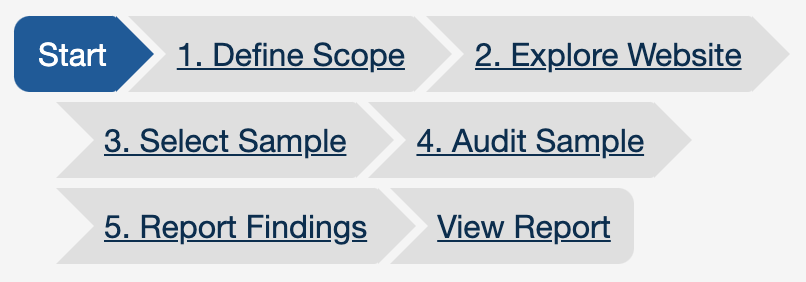 Start 1. Define Scope 2. Explore Website
3. Select Sample 4. Audit Sample
5. Report Findings View Report